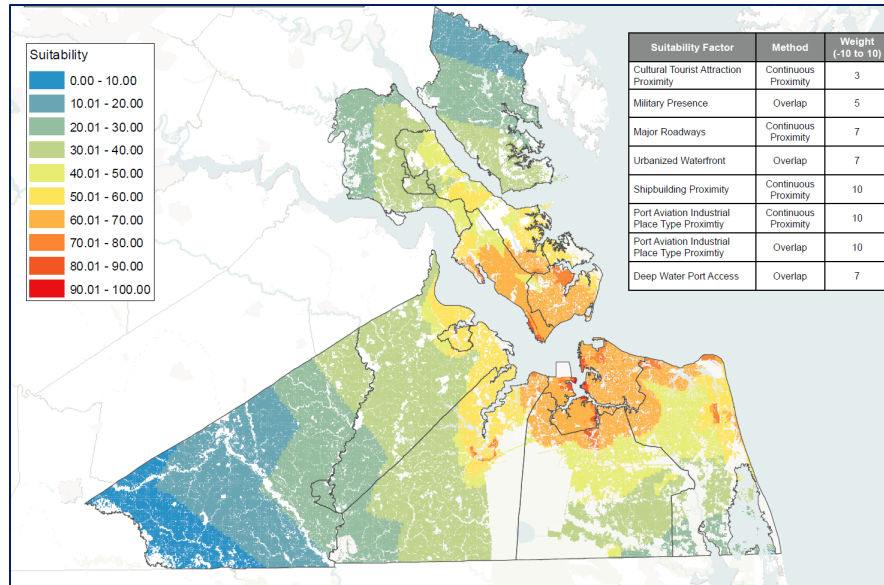 Suitability
0.00 - 10.00
10.01 - 20.00
20.01 - 30.00
30.01 - 40.00
40.01 - 50.00
50.01 - 60.00
60.01 - 70.00
70.01 - 80.00
80.01 - 90.00
90.01 - 100.00
Suitability Factor Method Weight
(-10 to 10)
Cultural Tourist Attraction
Proximity
Continuous
Proximity
3
Military Presence Overlap 5
Major Roadways
Continuous
Proximity
7
Urbanized Waterfront Overlap 7
Shipbuilding Proximity
Continuous
Proximity
10
Port Aviation Industrial
Place Type Proximtiy
Continuous
Proximity
10
Port Aviation Industrial
Place Type Proximtiy
Overlap
10
Deep Water Port Access Overlap 7